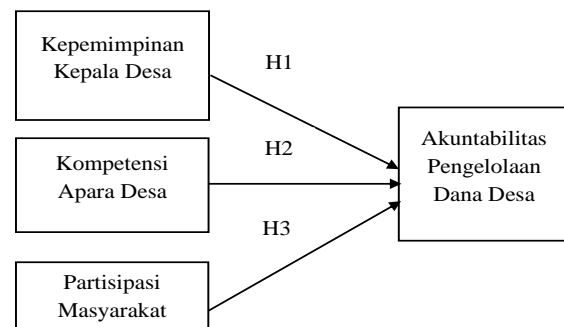 Kepemimpinan
Kepala Desa
H1
Kompetensi
Apara Desa
H2
Partisipasi
Masyarakat
H3
Akuntabilitas
Pengelolaan
Dana Desa